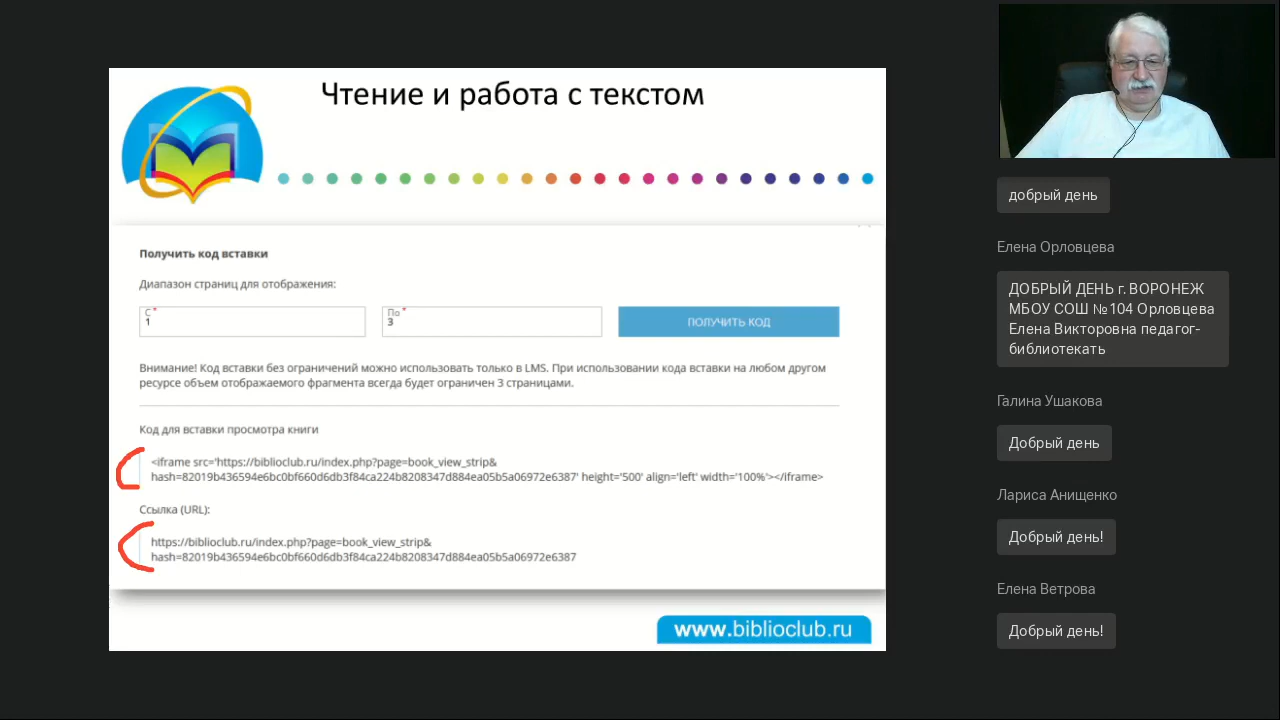 Чтение и работа с текстом
Получить код вставки
Диапазон страниц для отображения:
С *
1
По *
3
ПОЛУЧИТЬ КОД
Внимание! Код вставки без ограничений можно использовать только в LMS. При использовании кода вставки на любом другом
ресурсе объем отображаемого фрагмента всегда будет ограничен 3 страницами.
Код для вставки просмотра книги
<iframe src='https://biblioclub.ru/index.php?page=book_view_strip&
hash=82019b436594e6bc0bf660d6db3f84ca224b8208347d884ea05b5a06972e6387' height='500' align='left' width='100%'></iframe>
Ссылка (URL):
https://biblioclub.ru/index.php?page=book_view_strip&
hash=82019b436594e6bc0bf660d6db3f84ca224b8208347d884ea05b5a06972e6387
www.biblioclub.ru
добрый день
Елена Орловцева
ДОБРЫЙ ДЕНЬ г. ВОРОНЕЖ
МБОУ СОШ №104 Орловцева
Елена Викторовна педагог-
библиотекать
Галина Ушакова
Добрый день
Лариса Анищенко
Добрый день!
Елена Ветрова
Добрый день!